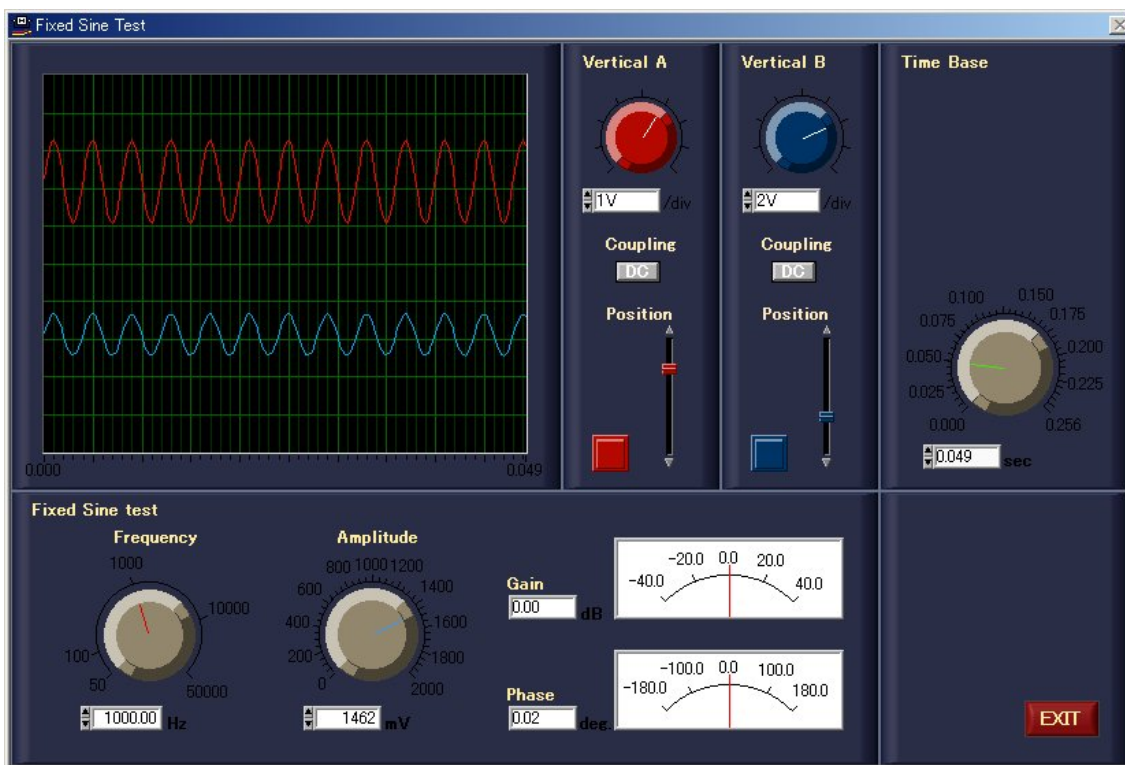 Fixed Sine Test
0.000
0.049
Vertical A
1V /div
Coupling
DC
Position
Vertical B
2V /div
Coupling
DC
Position
Time Base
0.100 0.150
0.075 0.175
0.050 0.200
0.025 0.225
0.000 0.256
0.049 sec
Fixed Sine test
Frequency
1000
10000
100
50 50000
1000.00 Hz
Amplitude
800 1000 1200
600 1400
400 1600
200 1800
0 2000
1462 mV
Gain
0.00 dB
-20.0 0.0 20.0
-40.0 40.0
Phase
0.02 deg.
-100.0 0.0 100.0
-180.0 180.0
EXIT